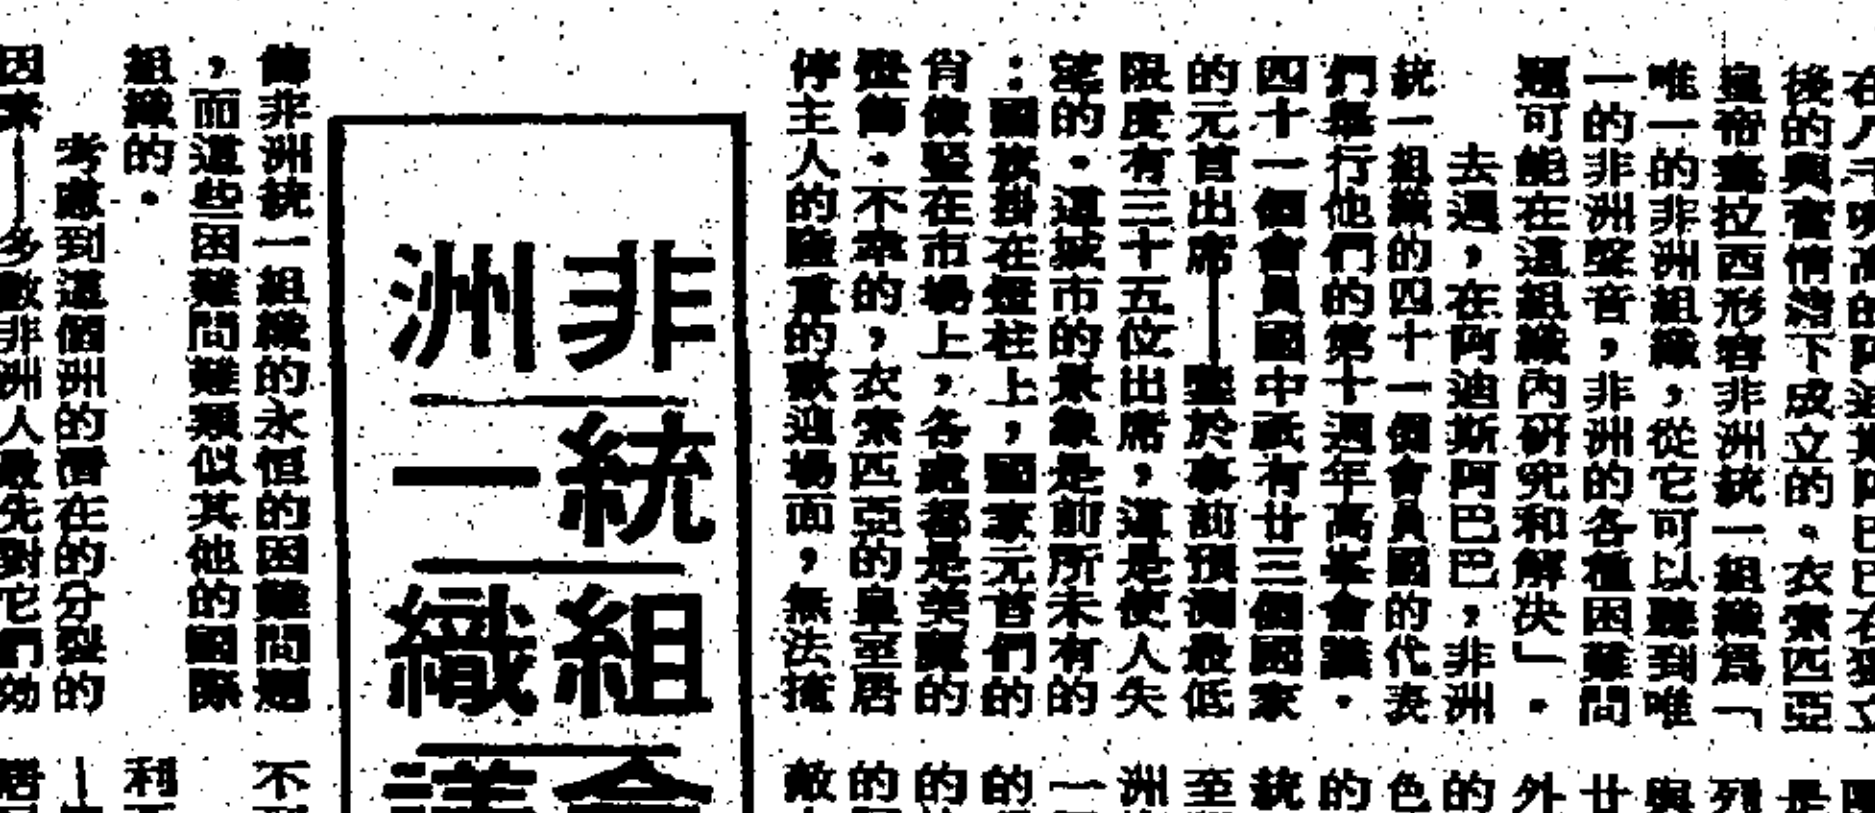 後的興奮情緒下成立的。衣索匹亞
皇帝塞拉西形容非洲統一組織爲「
唯一的非洲組織，從它可以聽到唯
一的非洲聲音，非洲的各種困難問
題可能在這組織內研究和解决」．
去週，在阿迪斯阿巴巴，非洲
統一組織的四十一個會員國的代表
們舉行他們的第十週年高峯會議．
四十一個會員國中祇有廿三個國家
的元首出席——鑒於事前預測最低
限度有三十五位出席，這是使人失
望的．這城市的景象是前所未有的
：國旗掛在燈柱上，國家元首們的
肖像竪在市場上，各處都是美麗的
燈飾．不幸的，衣索匹亞的皇室居
停主人的隆重的歡迎場面，無法掩
非洲
統一
組織
會議
飾非洲統一組織的永恒的困難問題
，而這些困難問題類似其他的國際
組織的．
考慮到這個洲的潛在的分裂的
因素——多數非洲人最先對它們効